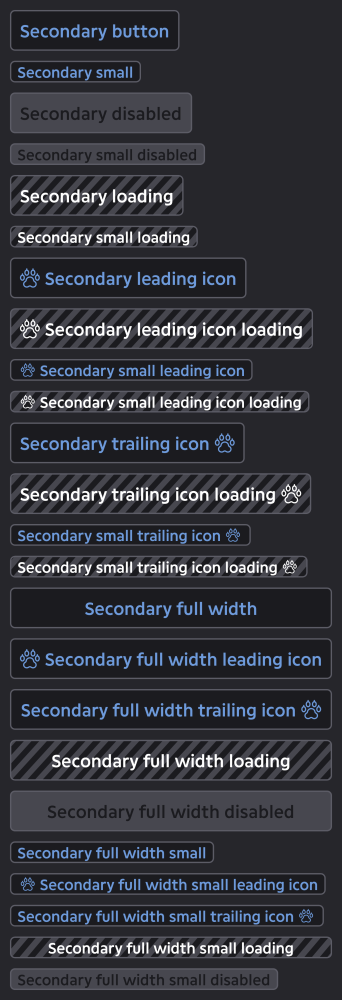 Secondary button
Secondary small
Secondary disabled
Secondary small disabled
Secondary loading
Secondary small loading
Secondary leading icon
Secondary leading icon loading
Secondary small leading icon
Secondary small leading icon loading
Secondary trailing icon
Secondary trailing icon loading
Secondary small trailing icon
Secondary small trailing icon loading
Secondary full width
Secondary full width leading icon
Secondary full width trailing icon
Secondary full width loading
Secondary full width disabled
Secondary full width small
Secondary full width small leading icon
Secondary full width small trailing icon
Secondary full width small loading
Secondary full width small disabled